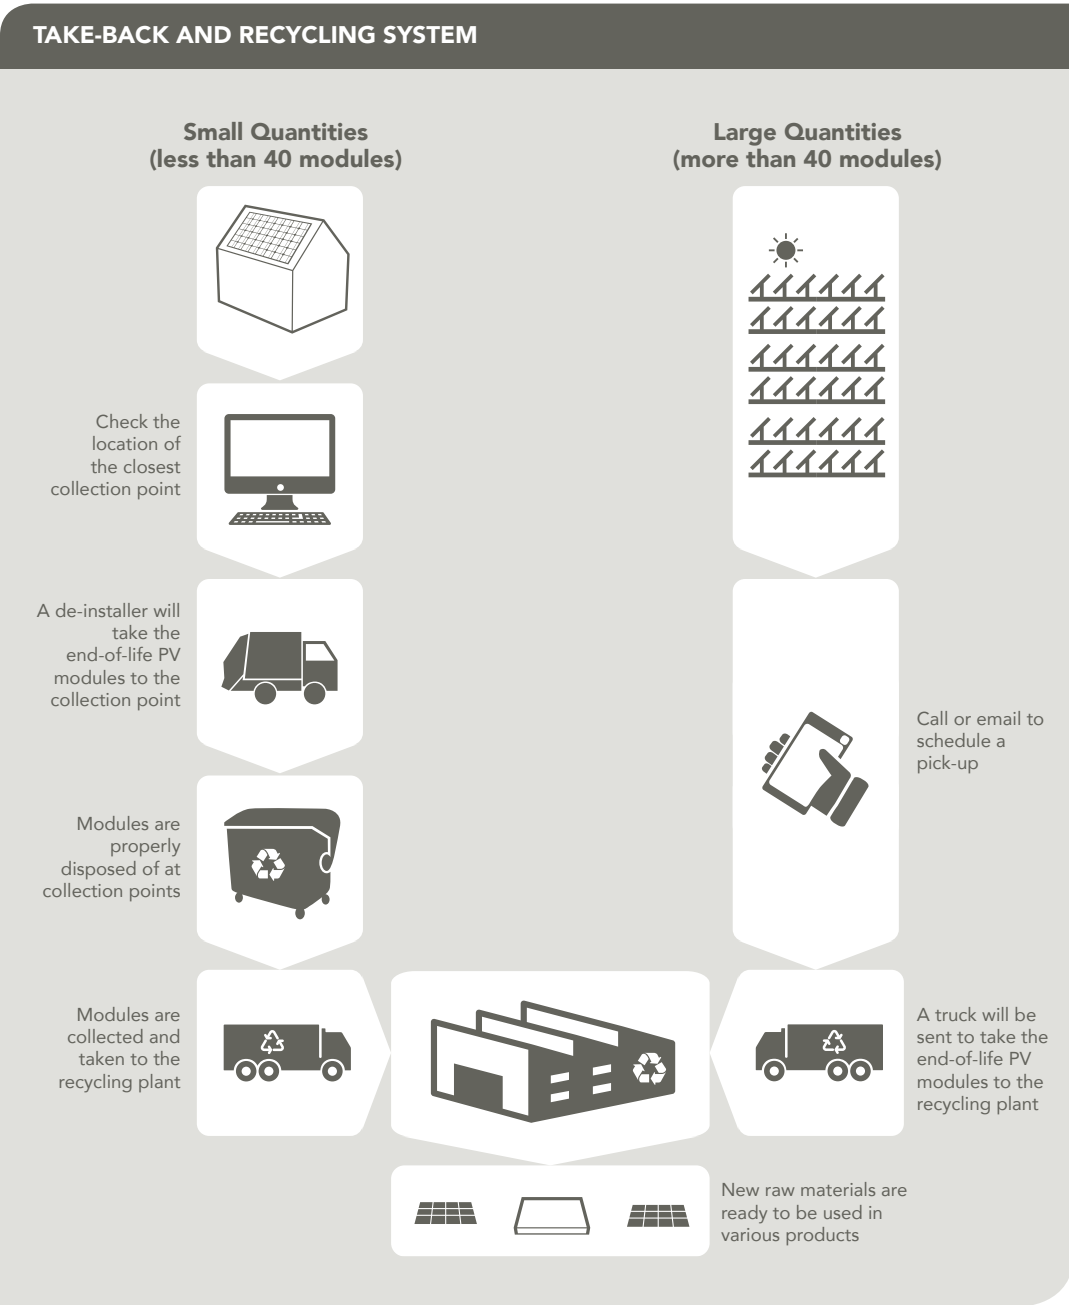 TAKE-BACK AND RECYCLING SYSTEM
Small Quantities
(less than 40 modules)
Large Quantities
(more than 40 modules)
Check the
location of
the closest
collection point
A de-installer will
take the
end-of-life PV
modules to the
collection point
Call or email to
schedule a
pick-up
Modules are
properly
disposed of at
collection points
Modules are
collected and
taken to the
recycling plant
A truck will be
sent to take the
end-of-life PV
modules to the
recycling plant
New raw materials are
ready to be used in
various products